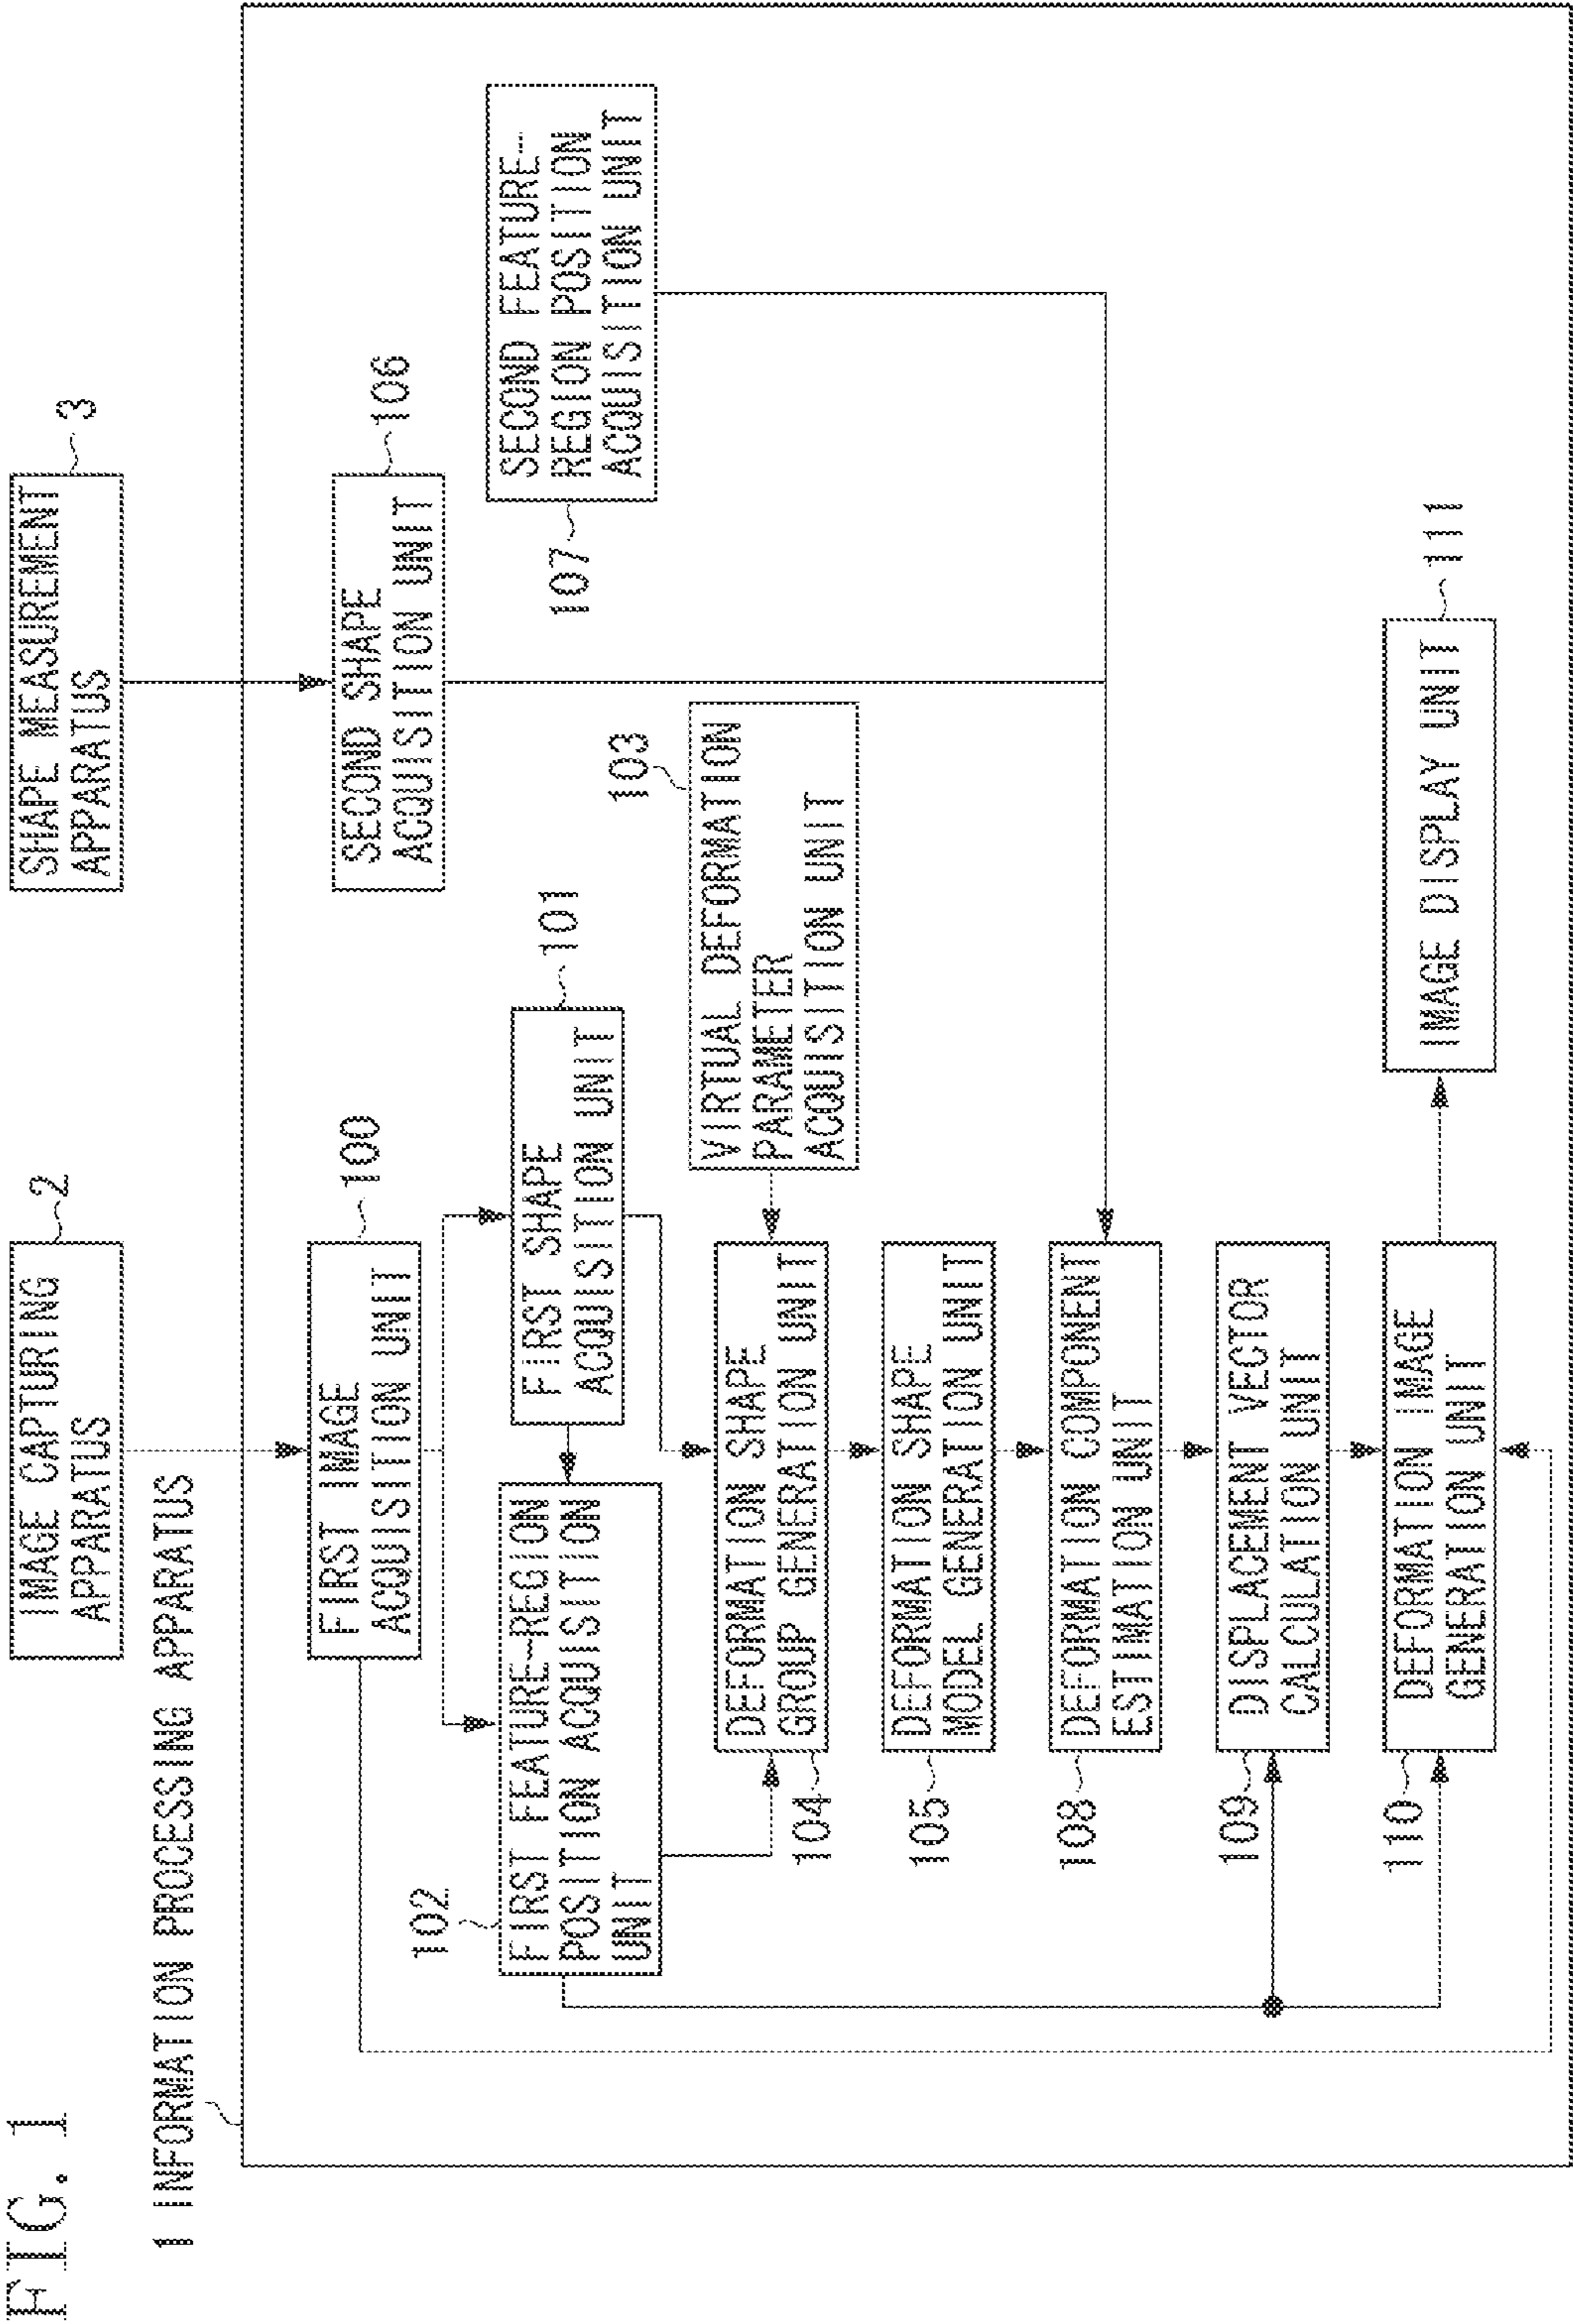 FIG. 1
1 INFORMATION PROCESSING APPARATUS
IMAGE CAPTURING
APPARATUS
2
SHAPE MEASUREMENT
APPARATUS
3
FIRST IMAGE
ACQUISITION UNIT
100
SECOND SHAPE
ACQUISITION UNIT
106
102
FIRST FEATURE-REGION
POSITION ACQUISITION
UNIT
FIRST SHAPE
ACQUISITION UNIT
101
107
SECOND FEATURE-
REGION POSITION
ACQUISITION UNIT
103
VIRTUAL DEFORMATION
PARAMETER
ACQUISITION UNIT
DEFORMATION SHAPE
GROUP GENERATION UNIT
104
DEFORMATION SHAPE
MODEL GENERATION UNIT
105
DEFORMATION COMPONENT
ESTIMATION UNIT
108
DISPLACEMENT VECTOR
CALCULATION UNIT
109
DEFORMATION IMAGE
GENERATION UNIT
110
IMAGE DISPLAY UNIT
111